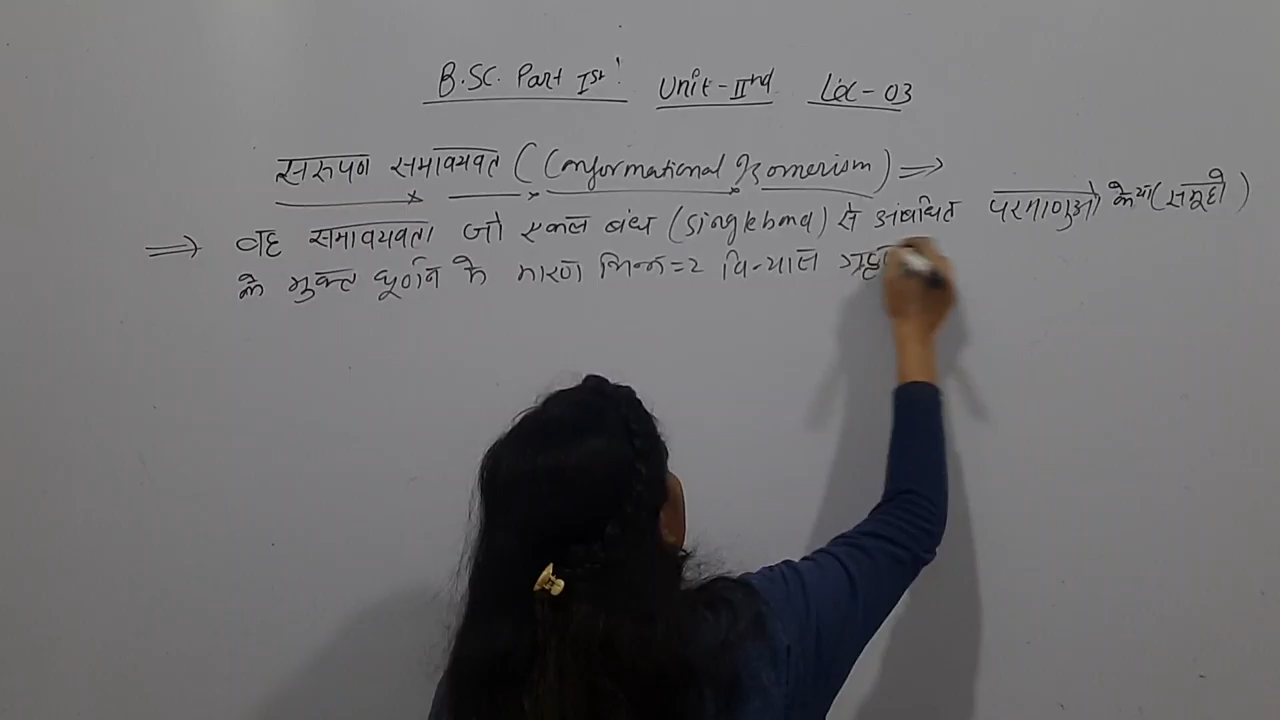 B.SC. Part Ist Unit-IInd Lec-03
सरुपण समावयवत (Conformational Isomerism) ⇒
⇒ वह समावयवता जो एकल बंध (single bond) से संबंधित परमाणुओ के या (समूहो)
के मुक्त घूर्णन के कारण भिन्न=2 विन्यास ग्रहण